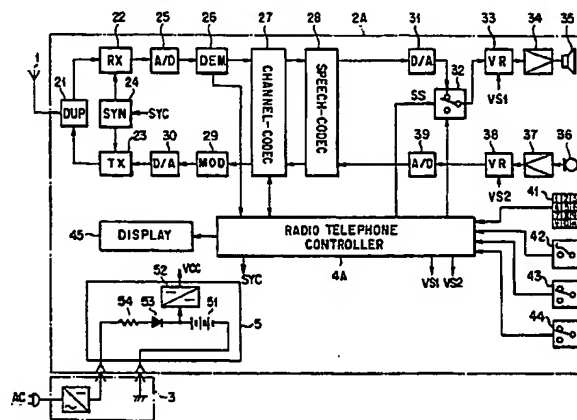 22 25 26 27 28 2A 31 33 34 35
1
21
RX
A/D
DEM
CHANNEL-CODEC
SPEECH-CODEC
D/A
32
VR
24
DUP
SYN
SYC
SS
VS1
23 30 29 39 38 37 36
TX
D/A
MOD
A/D
VR
VS2
41
45
DISPLAY
RADIO TELEPHONE CONTROLLER
42
4A
43
44
VCC
SYC
VS1 VS2
52
54 53 51
5
AC
3